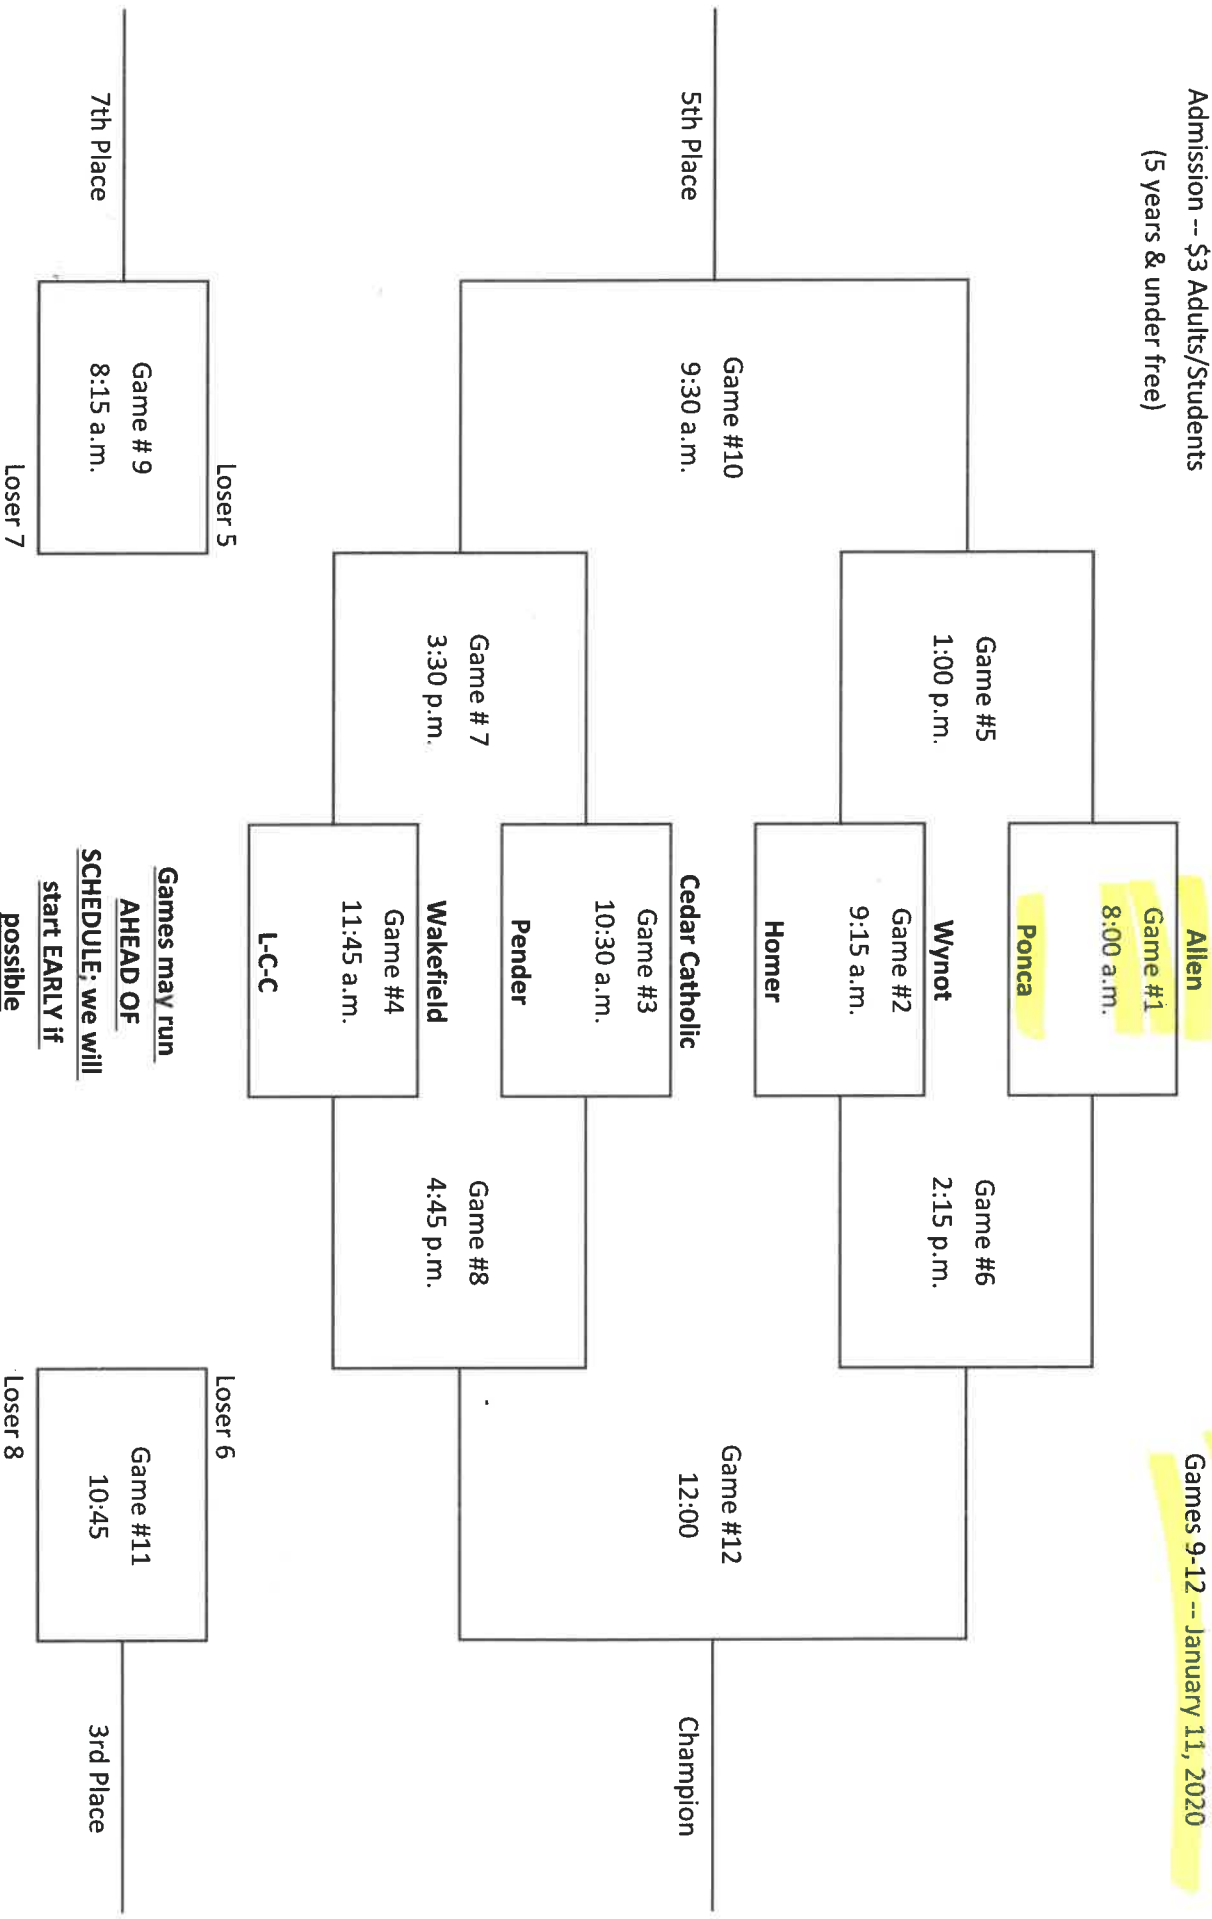 Admission -- $3 Adults/Students
(5 years & under free)
Games 9-12 -- January 11, 2020
Allen
Game #1
8:00 a.m.
Ponca
Game #5
1:00 p.m.
Game #6
2:15 p.m.
Wynot
Game #2
9:15 a.m.
Homer
Game #10
9:30 a.m.
5th Place
Game #12
12:00
Champion
Cedar Catholic
Game #3
10:30 a.m.
Pender
Game # 7
3:30 p.m.
Game #8
4:45 p.m.
Wakefield
Game #4
11:45 a.m.
L-C-C
Loser 5
Game # 9
8:15 a.m.
7th Place
Loser 7
Games may run
AHEAD OF
SCHEDULE; we will
start EARLY if
possible
Loser 6
Game #11
10:45
3rd Place
Loser 8